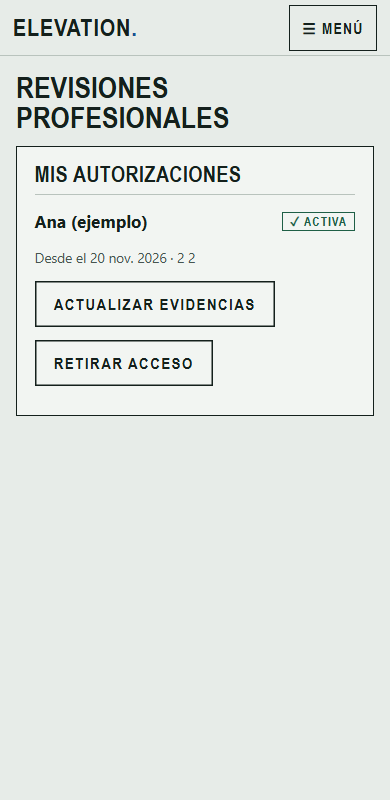 ELEVATION.
☰ MENÚ
REVISIONES
PROFESIONALES
MIS AUTORIZACIONES
Ana (ejemplo)
✓ ACTIVA
Desde el 20 nov. 2026 · 2 2
ACTUALIZAR EVIDENCIAS
RETIRAR ACCESO